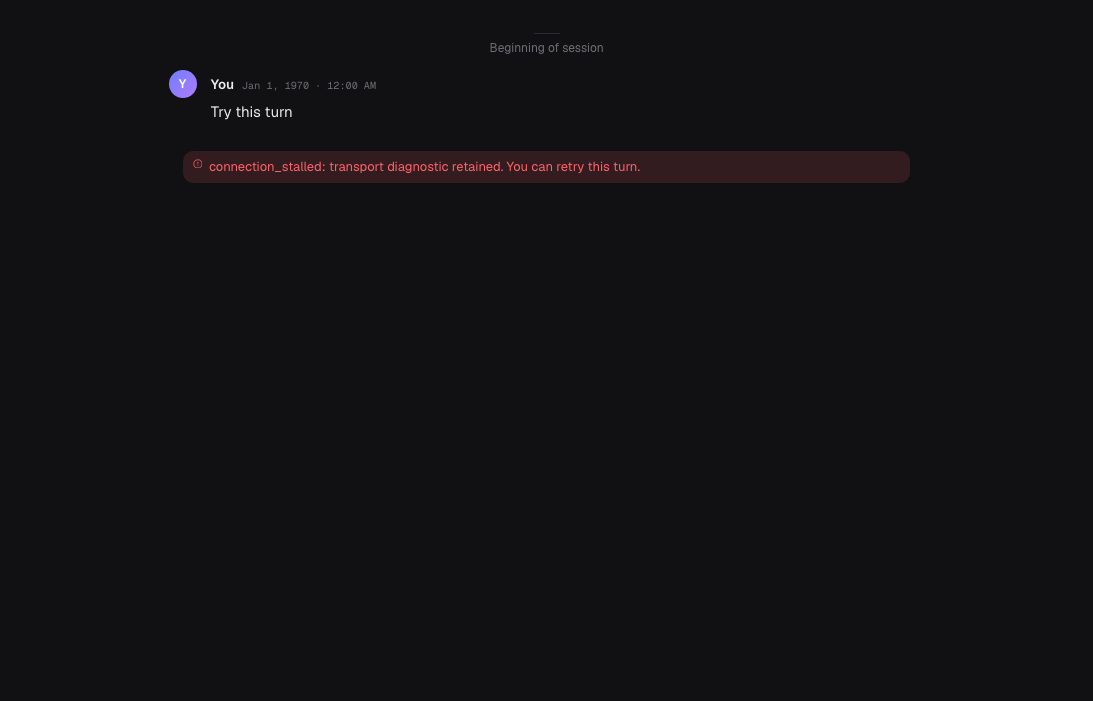 Beginning of session
Y
You Jan 1, 1970 · 12:00 AM
Try this turn
connection_stalled: transport diagnostic retained. You can retry this turn.